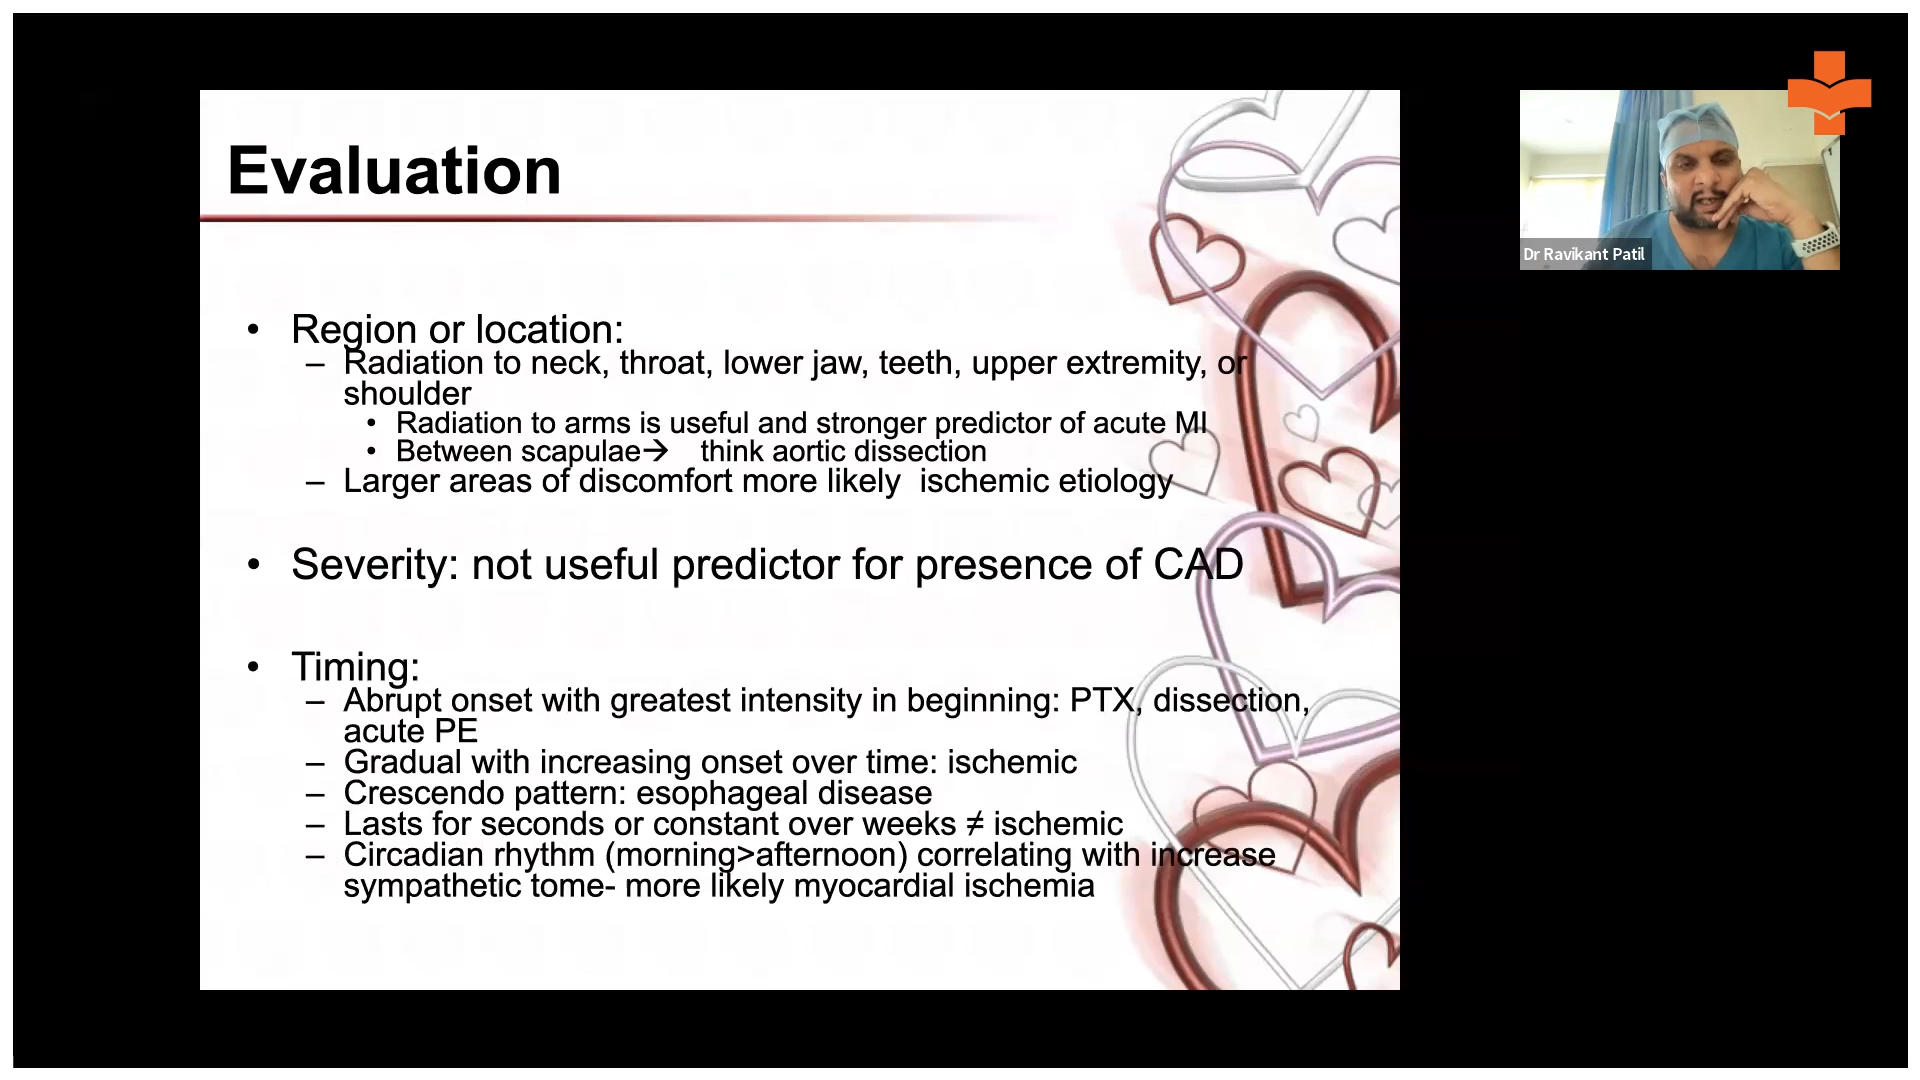 Evaluation
• Region or location:
– Radiation to neck, throat, lower jaw, teeth, upper extremity, or
shoulder
• Radiation to arms is useful and stronger predictor of acute MI
• Between scapulae→ think aortic dissection
– Larger areas of discomfort more likely ischemic etiology
• Severity: not useful predictor for presence of CAD
• Timing:
– Abrupt onset with greatest intensity in beginning: PTX, dissection,
acute PE
– Gradual with increasing onset over time: ischemic
– Crescendo pattern: esophageal disease
– Lasts for seconds or constant over weeks ≠ ischemic
– Circadian rhythm (morning>afternoon) correlating with increase
sympathetic tome- more likely myocardial ischemia
Dr Ravikant Patil